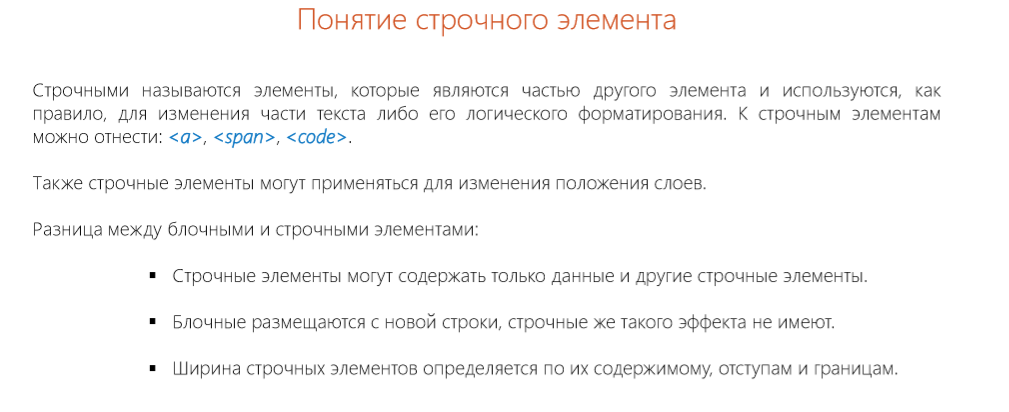 Понятие строчного элемента
Строчными называются элементы, которые являются частью другого элемента и используются, как
правило, для изменения части текста либо его логического форматирования. К строчным элементам
можно отнести: <a>, <span>, <code>.
Также строчные элементы могут применяться для изменения положения слоев.
Разница между блочными и строчными элементами:
▪ Строчные элементы могут содержать только данные и другие строчные элементы.
▪ Блочные размещаются с новой строки, строчные же такого эффекта не имеют.
▪ Ширина строчных элементов определяется по их содержимому, отступам и границам.